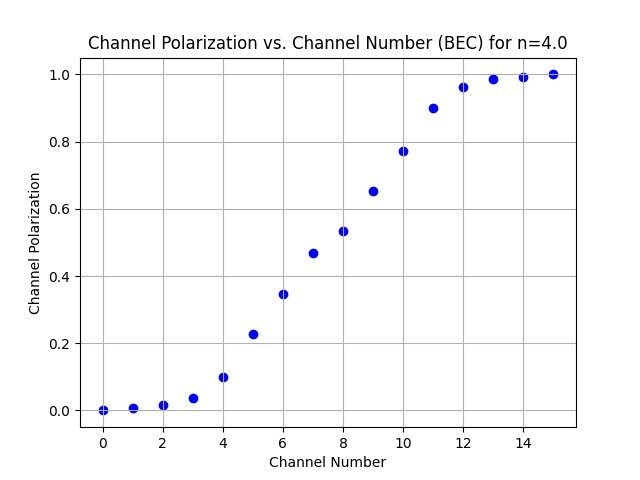 Channel Polarization vs. Channel Number (BEC) for n=4.0
1.0
0.8
0.6
0.4
0.2
0.0
Channel Polarization
0 2 4 6 8 10 12 14
Channel Number